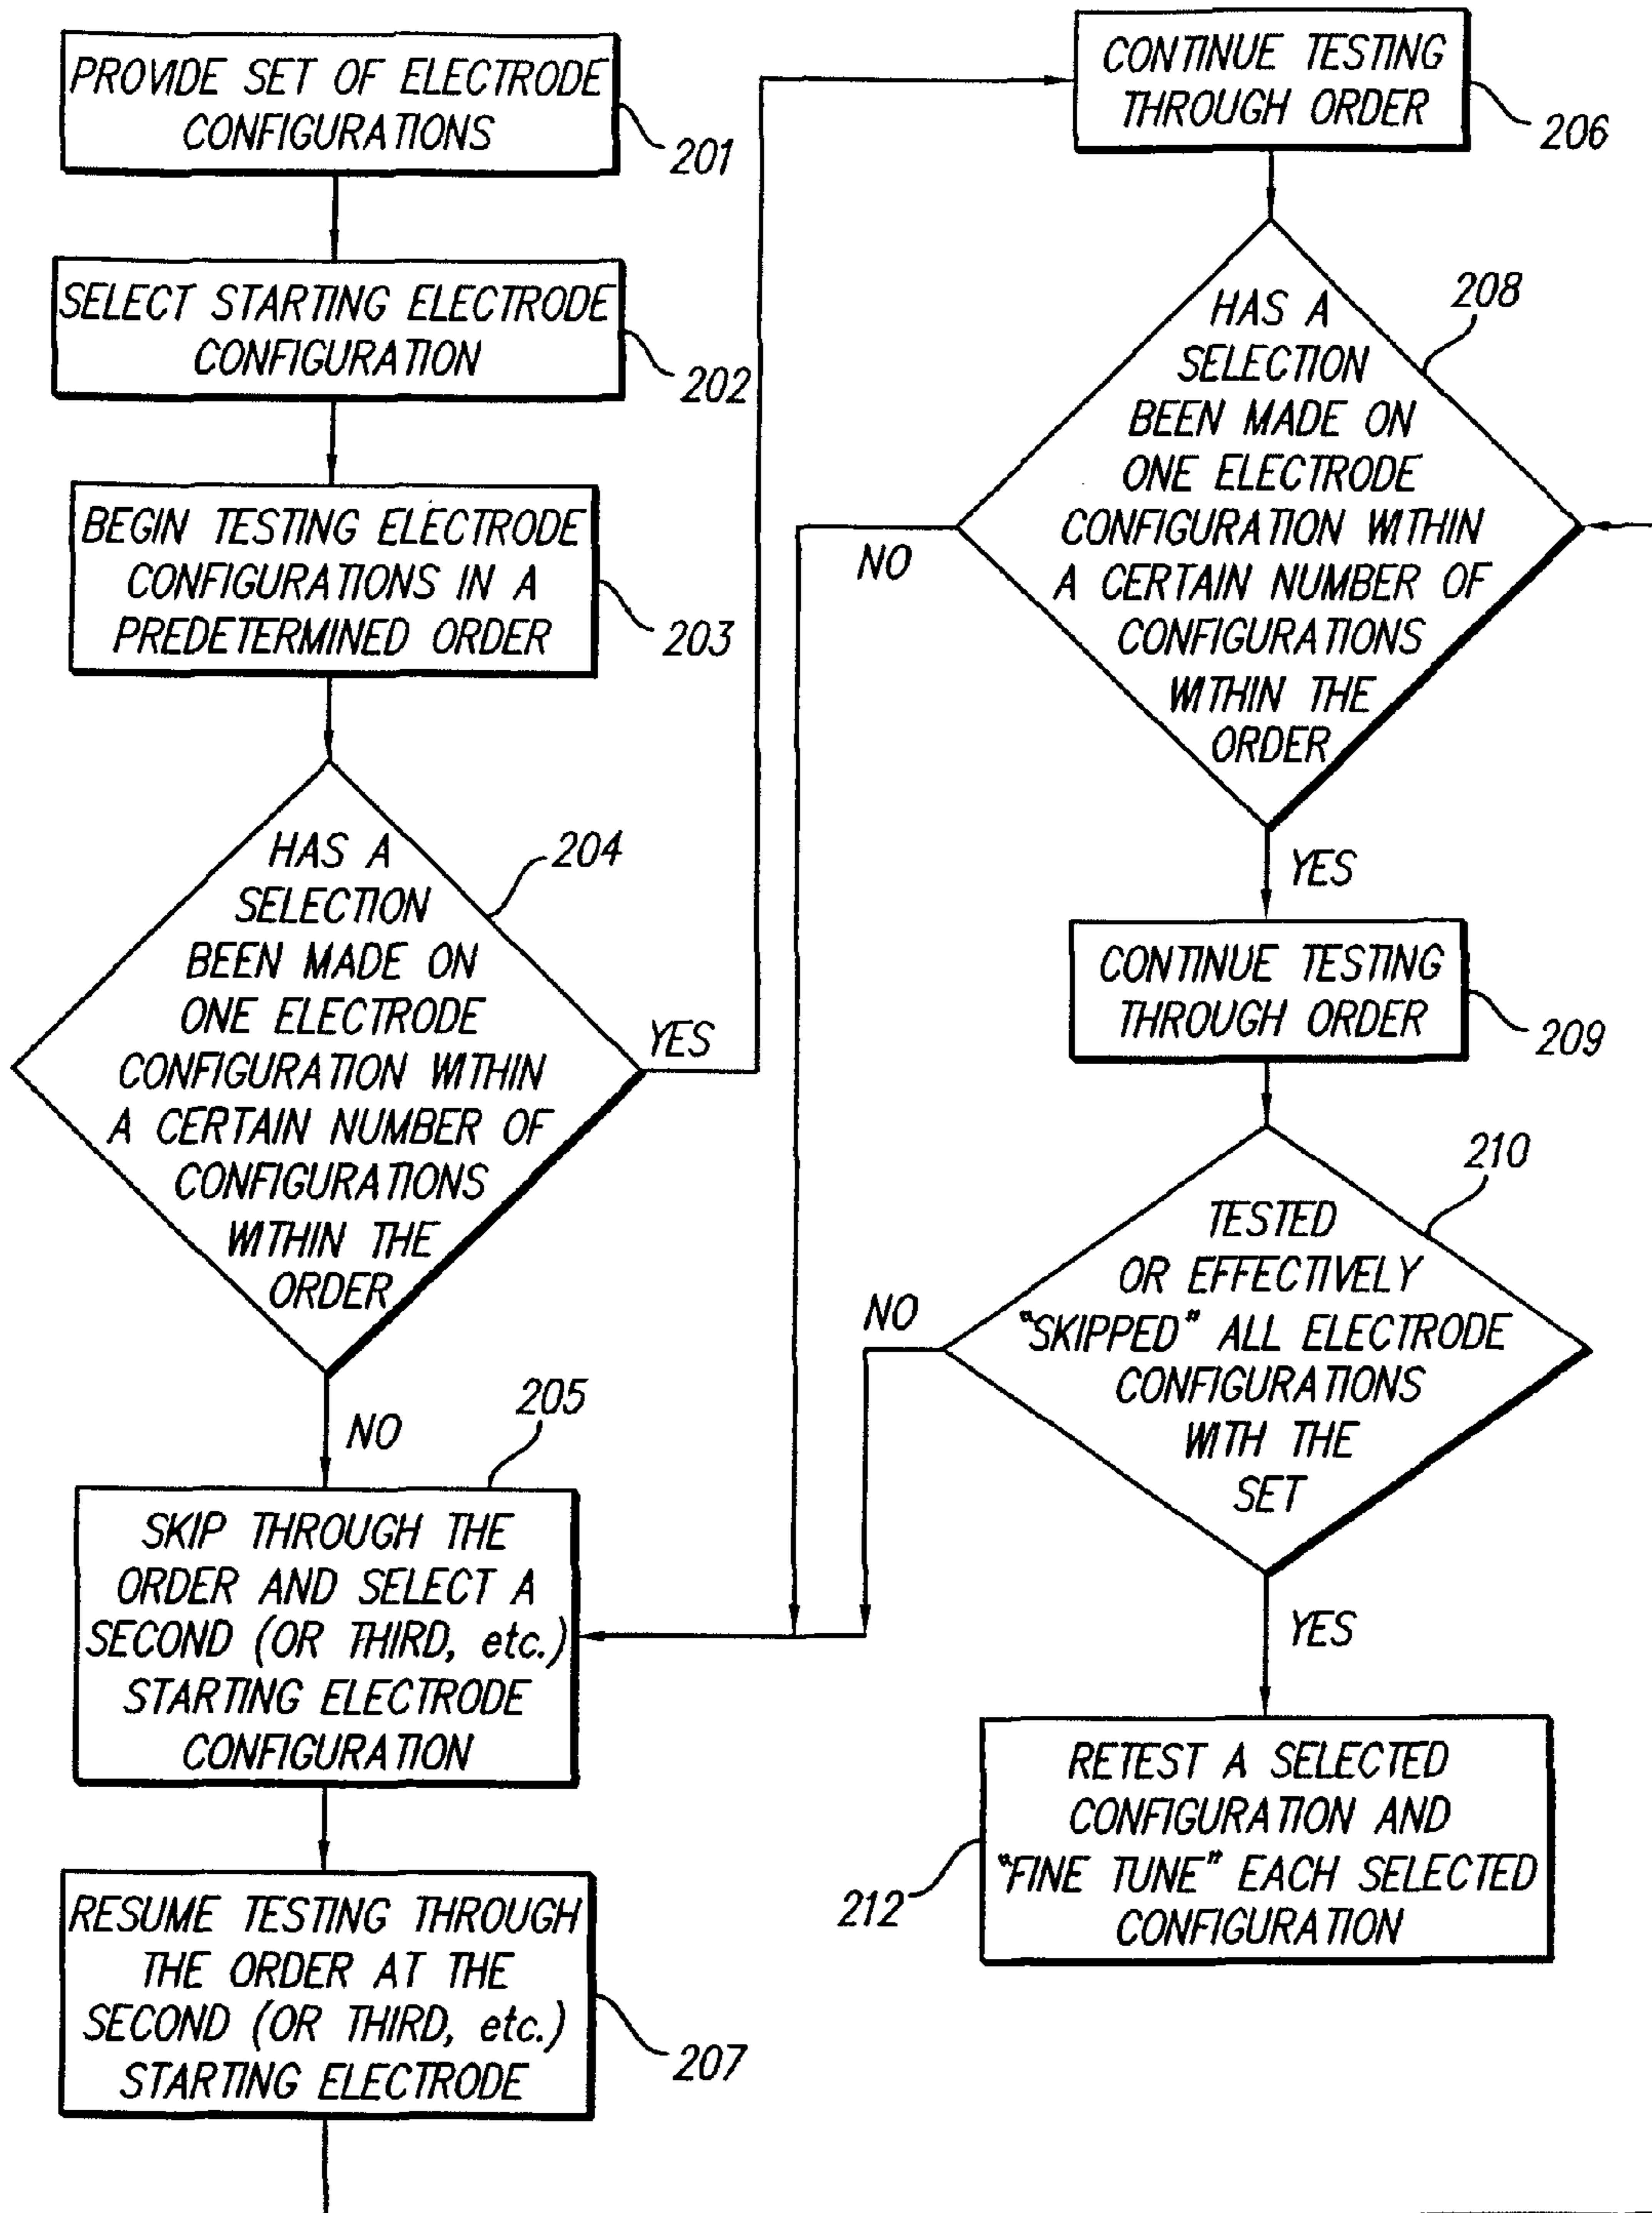 PROVIDE SET OF ELECTRODE
CONFIGURATIONS
201
SELECT STARTING ELECTRODE
CONFIGURATION
202
BEGIN TESTING ELECTRODE
CONFIGURATIONS IN A
PREDETERMINED ORDER
203
HAS A
SELECTION
BEEN MADE ON
ONE ELECTRODE
CONFIGURATION WITHIN
A CERTAIN NUMBER OF
CONFIGURATIONS
WITHIN THE
ORDER
204
YES
NO
205
SKIP THROUGH THE
ORDER AND SELECT A
SECOND (OR THIRD, etc.)
STARTING ELECTRODE
CONFIGURATION
RESUME TESTING THROUGH
THE ORDER AT THE
SECOND (OR THIRD, etc.)
STARTING ELECTRODE
207
CONTINUE TESTING
THROUGH ORDER
206
HAS A
SELECTION
BEEN MADE ON
ONE ELECTRODE
CONFIGURATION WITHIN
A CERTAIN NUMBER OF
CONFIGURATIONS
WITHIN THE
ORDER
208
NO
YES
CONTINUE TESTING
THROUGH ORDER
209
TESTED
OR EFFECTIVELY
"SKIPPED" ALL ELECTRODE
CONFIGURATIONS
WITH THE
SET
210
NO
YES
RETEST A SELECTED
CONFIGURATION AND
"FINE TUNE" EACH SELECTED
CONFIGURATION
212